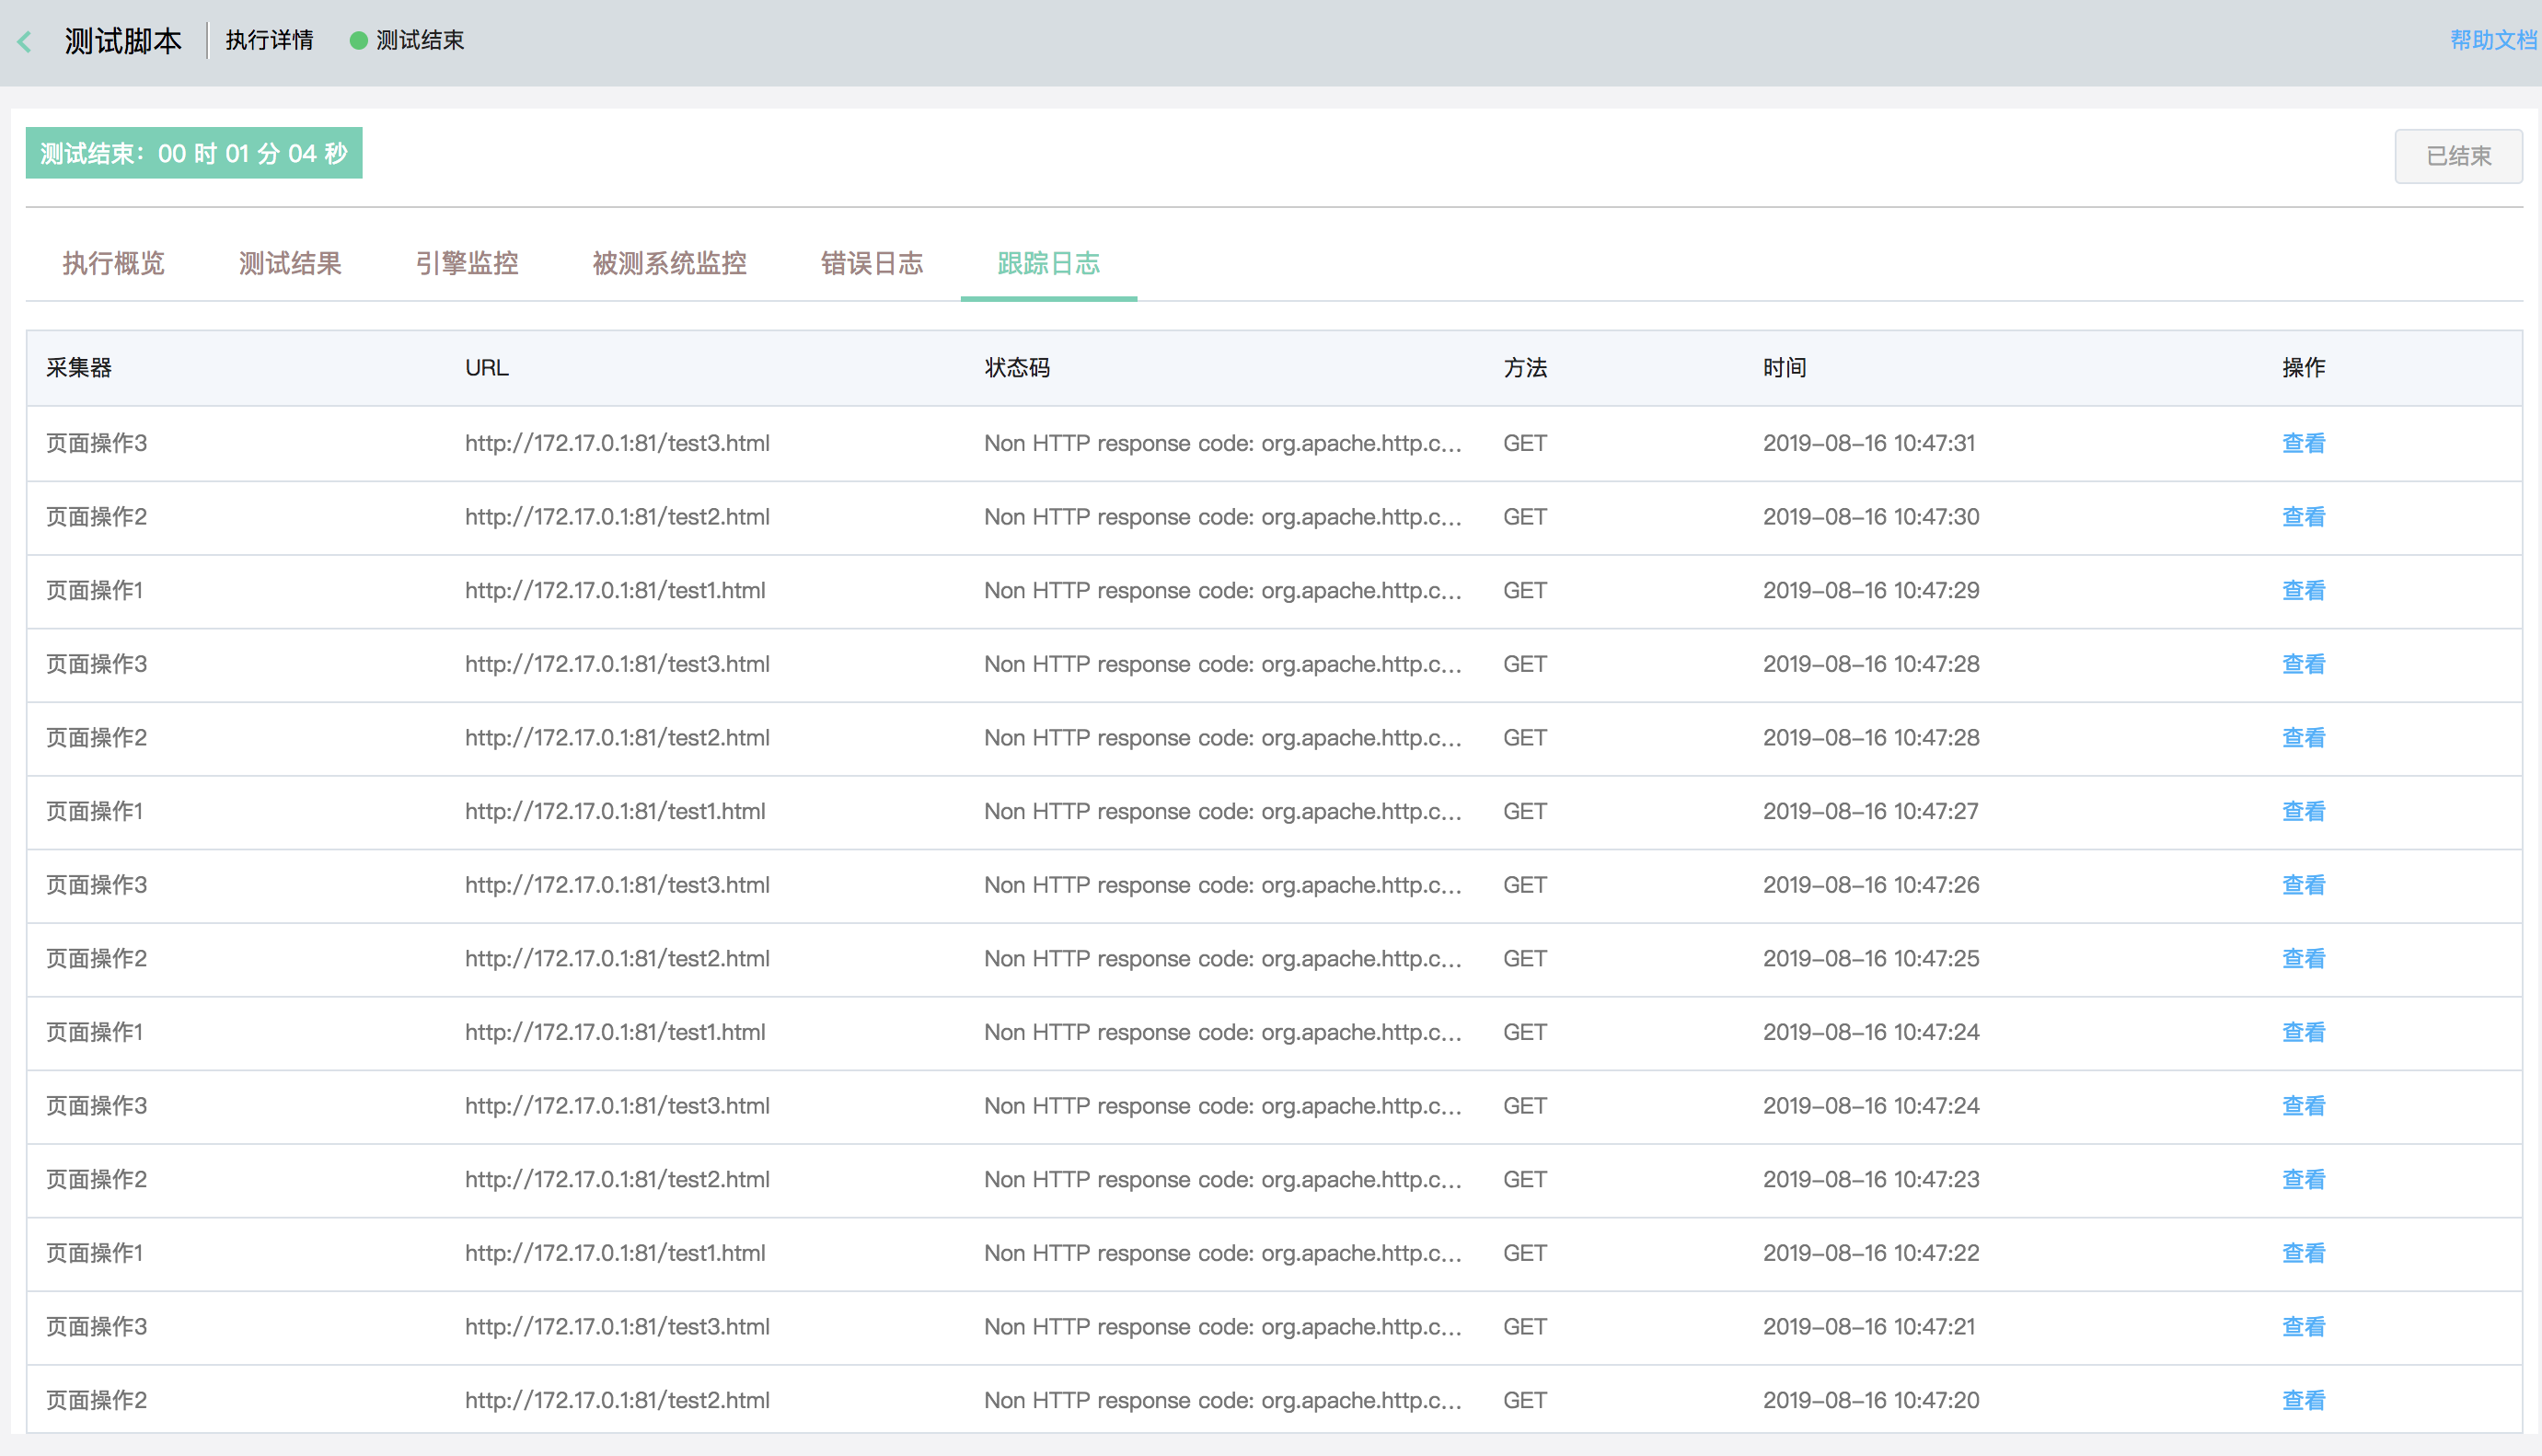 测试脚本 执行详情 测试结束 帮助文档
测试结束：00 时 01 分 04 秒 已结束
执行概览 测试结果 引擎监控 被测系统监控 错误日志 跟踪日志
采集器 URL 状态码 方法 时间 操作
页面操作3 http://172.17.0.1:81/test3.html Non HTTP response code: org.apache.http.c... GET 2019-08-16 10:47:31 查看
页面操作2 http://172.17.0.1:81/test2.html Non HTTP response code: org.apache.http.c... GET 2019-08-16 10:47:30 查看
页面操作1 http://172.17.0.1:81/test1.html Non HTTP response code: org.apache.http.c... GET 2019-08-16 10:47:29 查看
页面操作3 http://172.17.0.1:81/test3.html Non HTTP response code: org.apache.http.c... GET 2019-08-16 10:47:28 查看
页面操作2 http://172.17.0.1:81/test2.html Non HTTP response code: org.apache.http.c... GET 2019-08-16 10:47:28 查看
页面操作1 http://172.17.0.1:81/test1.html Non HTTP response code: org.apache.http.c... GET 2019-08-16 10:47:27 查看
页面操作3 http://172.17.0.1:81/test3.html Non HTTP response code: org.apache.http.c... GET 2019-08-16 10:47:26 查看
页面操作2 http://172.17.0.1:81/test2.html Non HTTP response code: org.apache.http.c... GET 2019-08-16 10:47:25 查看
页面操作1 http://172.17.0.1:81/test1.html Non HTTP response code: org.apache.http.c... GET 2019-08-16 10:47:24 查看
页面操作3 http://172.17.0.1:81/test3.html Non HTTP response code: org.apache.http.c... GET 2019-08-16 10:47:24 查看
页面操作2 http://172.17.0.1:81/test2.html Non HTTP response code: org.apache.http.c... GET 2019-08-16 10:47:23 查看
页面操作1 http://172.17.0.1:81/test1.html Non HTTP response code: org.apache.http.c... GET 2019-08-16 10:47:22 查看
页面操作3 http://172.17.0.1:81/test3.html Non HTTP response code: org.apache.http.c... GET 2019-08-16 10:47:21 查看
页面操作2 http://172.17.0.1:81/test2.html Non HTTP response code: org.apache.http.c... GET 2019-08-16 10:47:20 查看